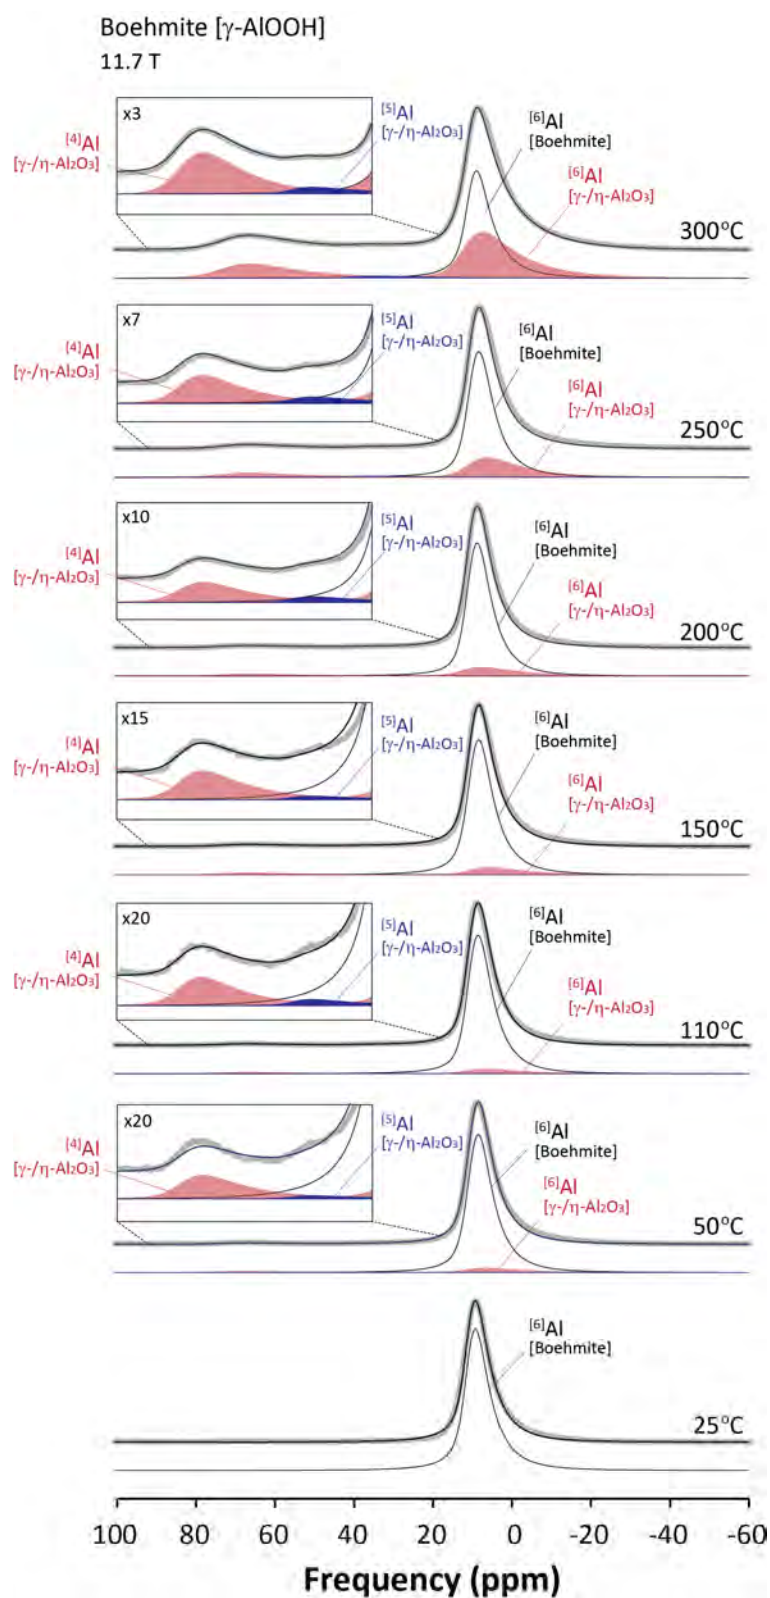 Boehmite [γ-AlOOH]
11.7 T
x3
[4]Al
[γ-/η-Al2O3]
[5]Al
[γ-/η-Al2O3]
[6]Al
[Boehmite]
[6]Al
[γ-/η-Al2O3]
300°C
x7
[4]Al
[γ-/η-Al2O3]
[5]Al
[γ-/η-Al2O3]
[6]Al
[Boehmite]
[6]Al
[γ-/η-Al2O3]
250°C
x10
[4]Al
[γ-/η-Al2O3]
[5]Al
[γ-/η-Al2O3]
[6]Al
[Boehmite]
[6]Al
[γ-/η-Al2O3]
200°C
x15
[4]Al
[γ-/η-Al2O3]
[5]Al
[γ-/η-Al2O3]
[6]Al
[Boehmite]
[6]Al
[γ-/η-Al2O3]
150°C
x20
[4]Al
[γ-/η-Al2O3]
[5]Al
[γ-/η-Al2O3]
[6]Al
[Boehmite]
[6]Al
[γ-/η-Al2O3]
110°C
x20
[4]Al
[γ-/η-Al2O3]
[5]Al
[γ-/η-Al2O3]
[6]Al
[Boehmite]
[6]Al
[γ-/η-Al2O3]
50°C
[6]Al
[Boehmite]
25°C
100 80 60 40 20 0 -20 -40 -60
Frequency (ppm)